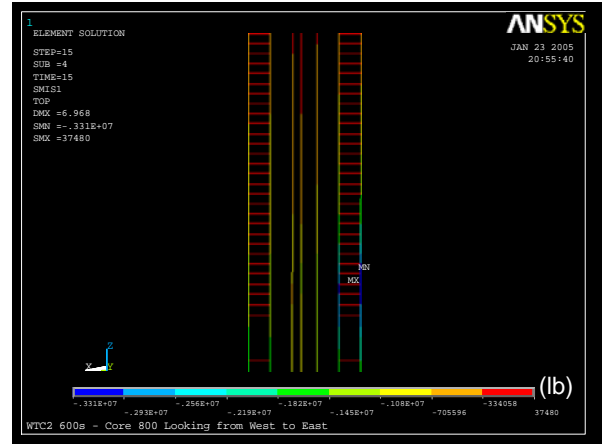 1
ELEMENT SOLUTION
STEP=15
SUB =4
TIME=15
SMIS1
TOP
DMX =6.968
SMN =-.331E+07
SMX =37480
ANSYS
JAN 23 2005
20:55:40
MN
MX
Z
X Y
(lb)
-.331E+07 -.256E+07 -.182E+07 -.108E+07 -334058
-.293E+07 -.219E+07 -.145E+07 -705596 37480
WTC2 600s - Core 800 Looking from West to East